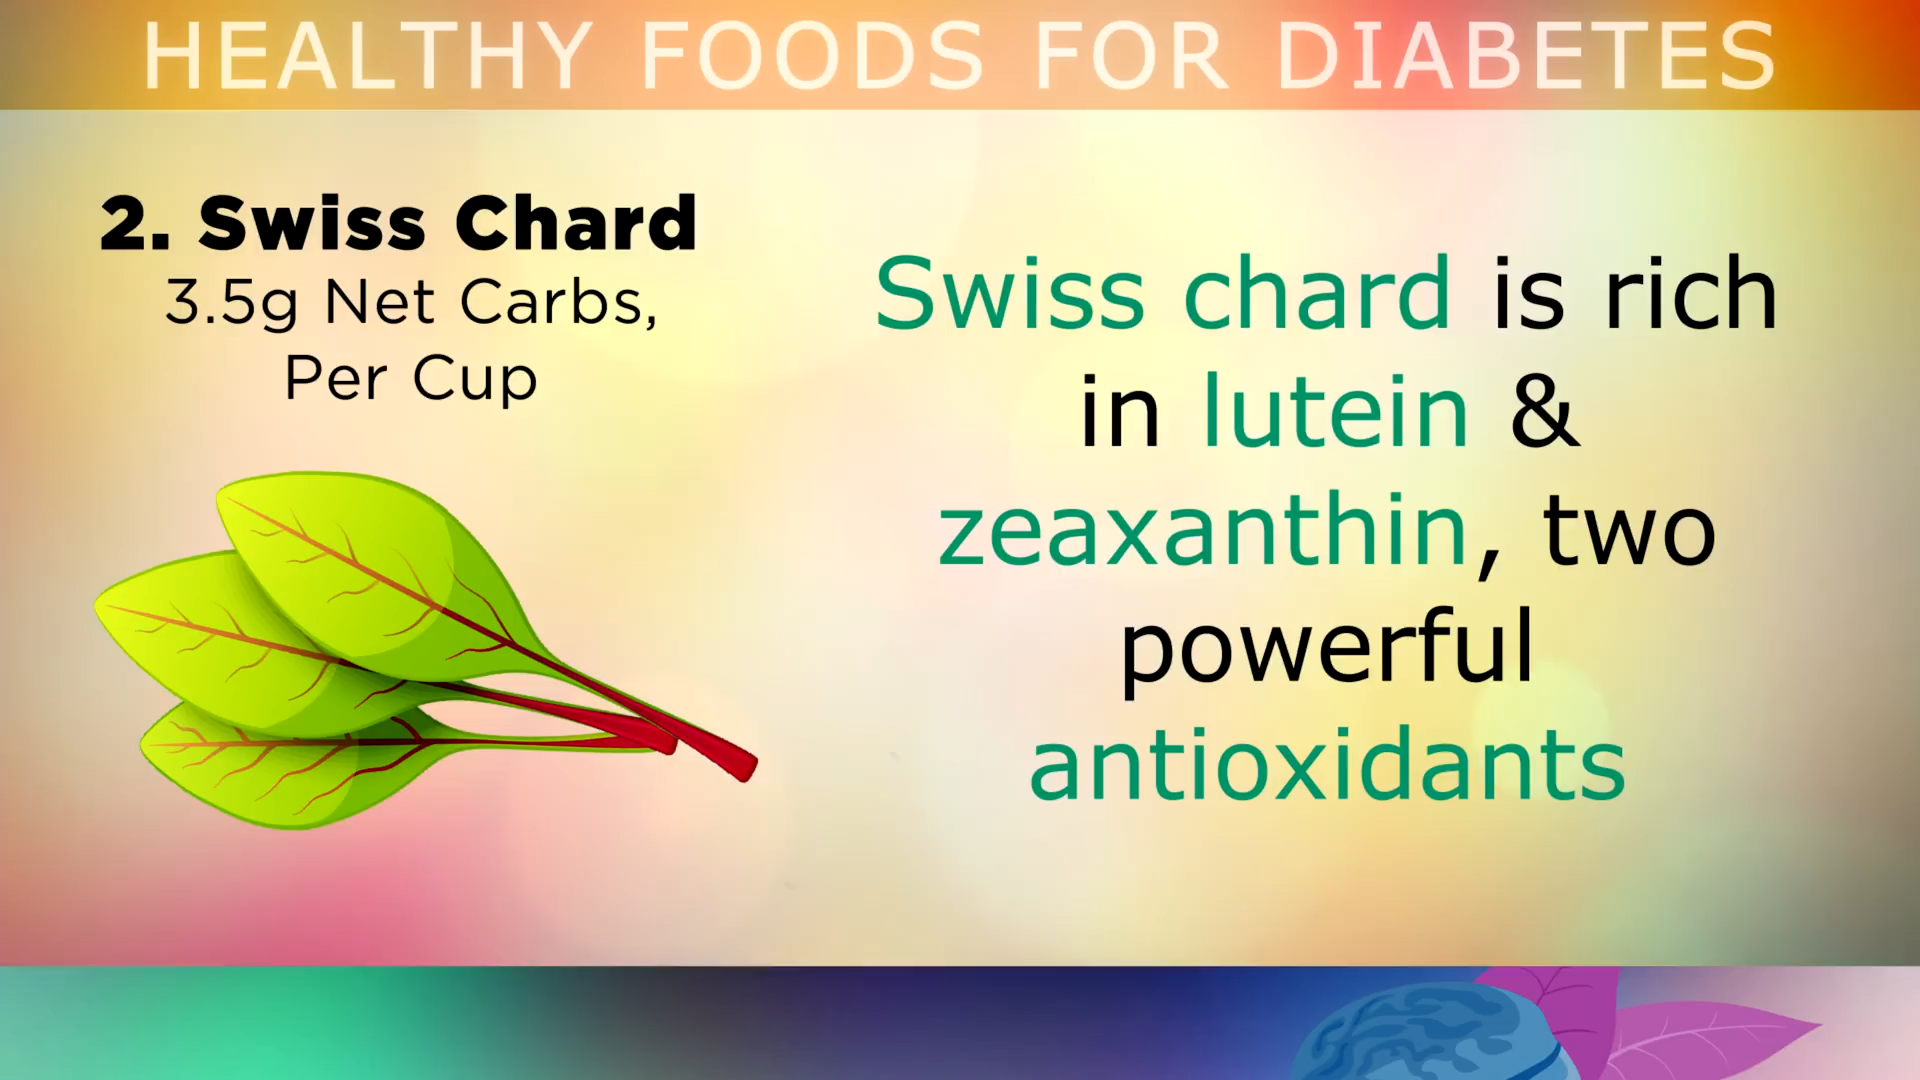 HEALTHY FOODS FOR DIABETES
2. Swiss Chard
3.5g Net Carbs,
Per Cup
Swiss chard is rich
in lutein &
zeaxanthin, two
powerful
antioxidants